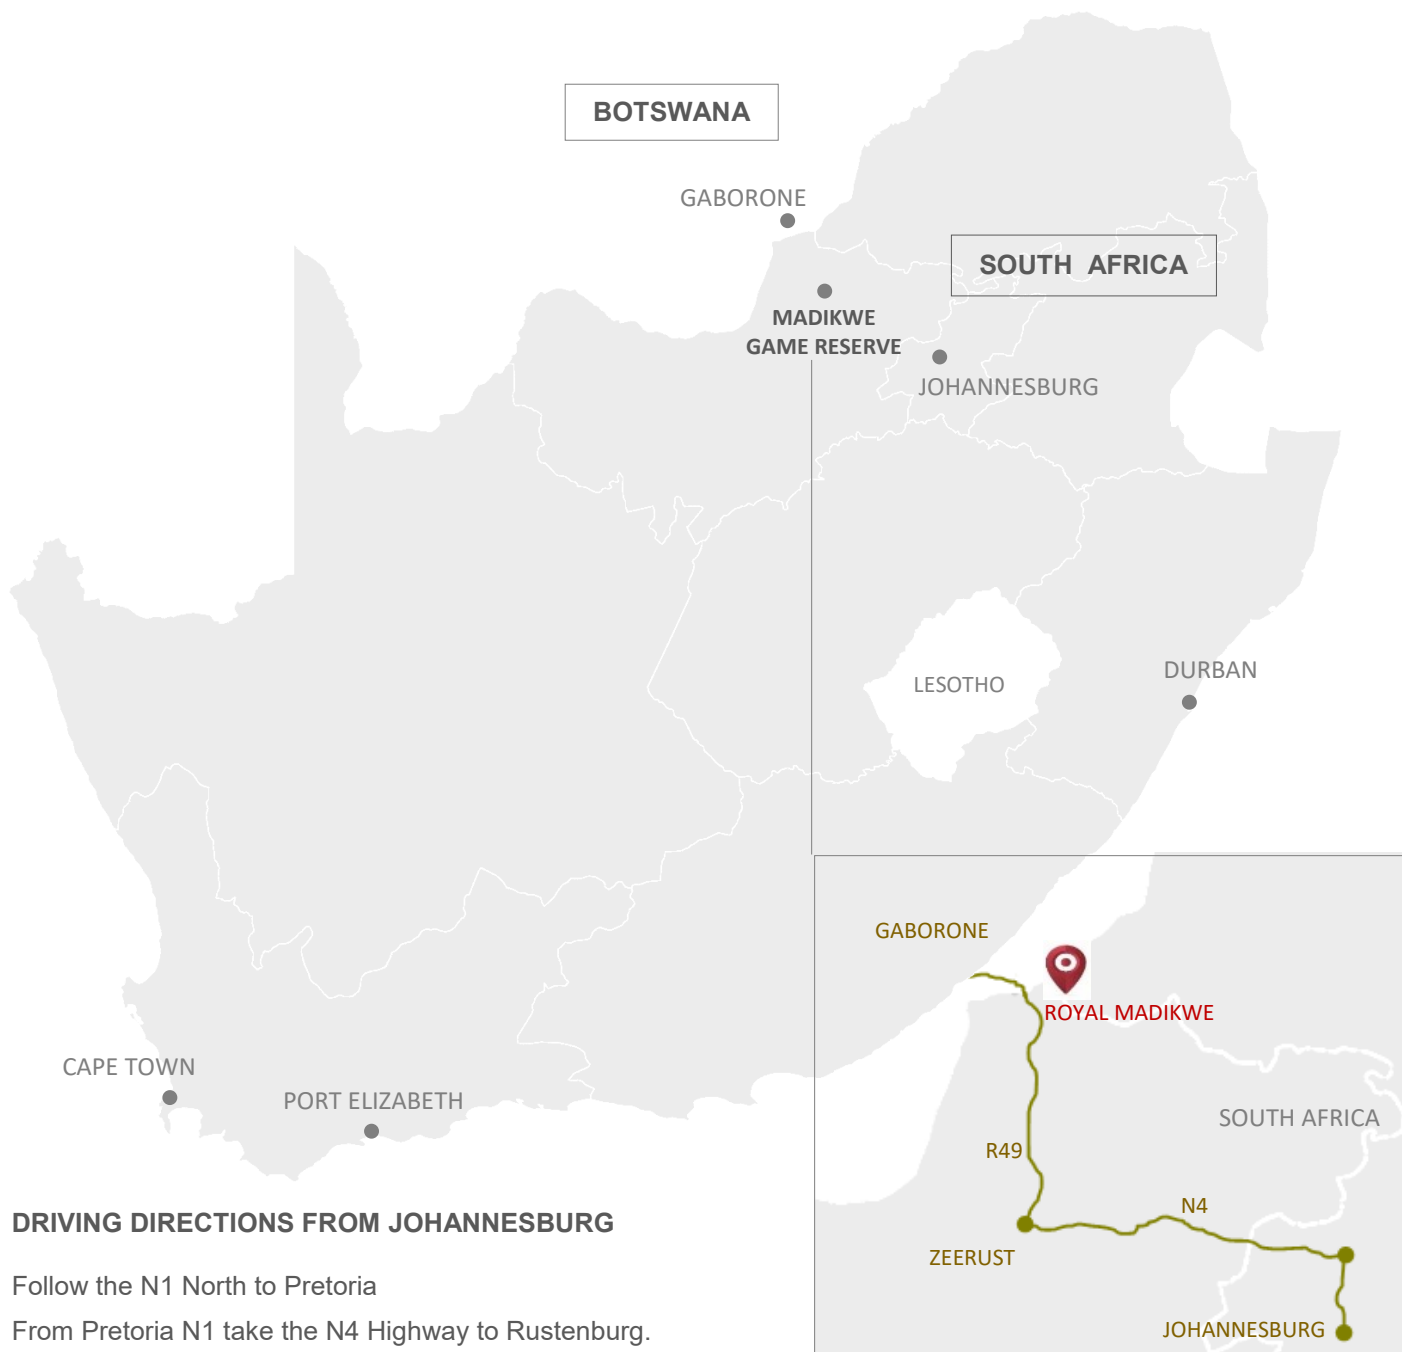 BOTSWANA
GABORONE
SOUTH AFRICA
MADIKWE
GAME RESERVE
JOHANNESBURG
LESOTHO
DURBAN
CAPE TOWN
PORT ELIZABETH
GABORONE
ROYAL MADIKWE
SOUTH AFRICA
R49
N4
ZEERUST
JOHANNESBURG
DRIVING DIRECTIONS FROM JOHANNESBURG
Follow the N1 North to Pretoria
From Pretoria N1 take the N4 Highway to Rustenburg.